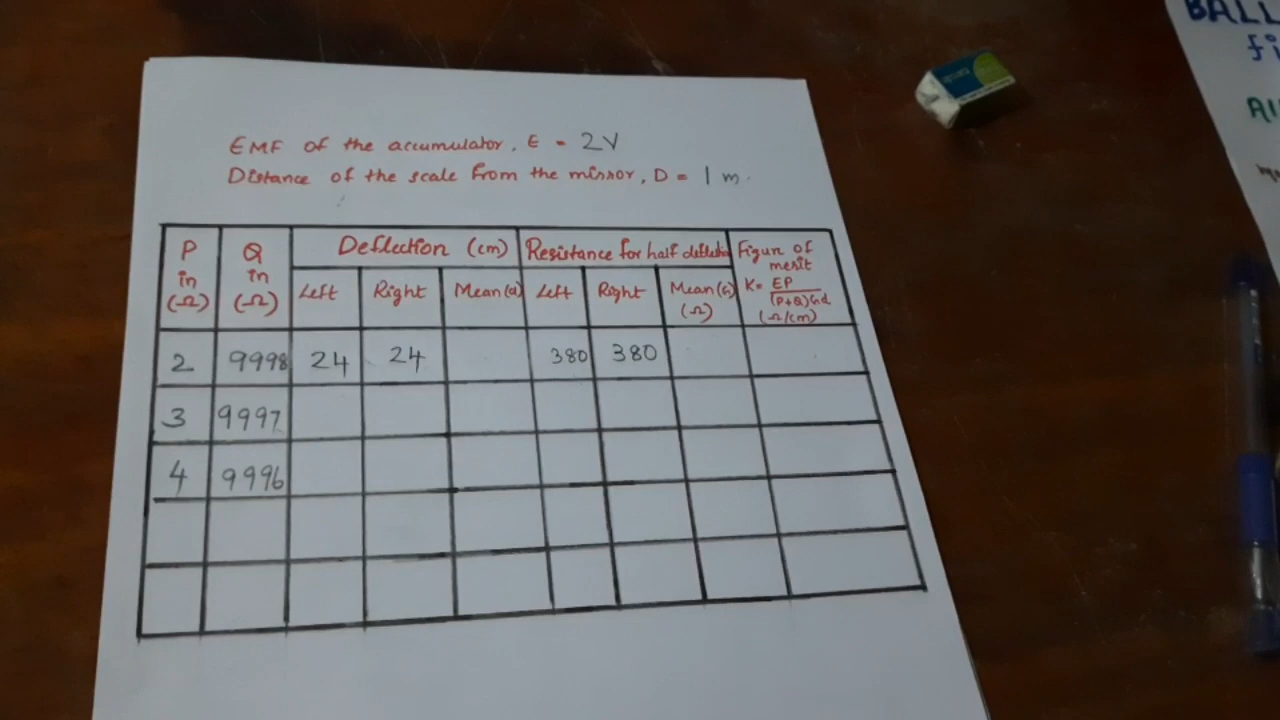 EMF of the accumulator, E = 2V
Distance of the scale from the mirror, D = 1 m.
P in (Ω) Q in (Ω) Deflection (cm) Resistance for half deflection Figure of merit K= EP/(P+Q)Gd (Ω/cm)
Left Right Mean(d) Left Right Mean(G) (Ω)
2 9998 24 24 380 380
3 9997
4 9996
BALL
fi